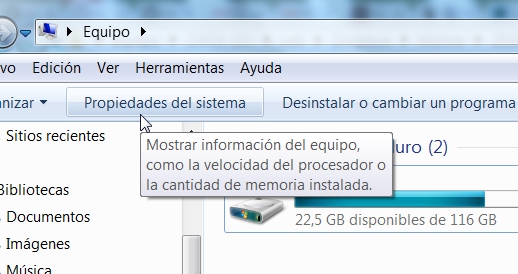 Equipo
vo Edición Ver Herramientas Ayuda
nizar Propiedades del sistema Desinstalar o cambiar un programa
Sitios recientes
uro (2)
Mostrar información del equipo,
como la velocidad del procesador o
la cantidad de memoria instalada.
Bibliotecas
Documentos
22,5 GB disponibles de 116 GB
Imágenes
Música